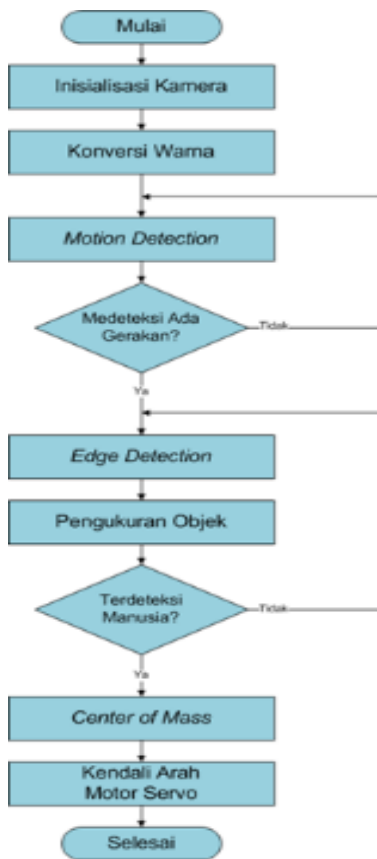 Mulai
Inisialisasi Kamera
Konversi Warna
Motion Detection
Medeteksi Ada
Gerakan?
Tidak
Ya
Edge Detection
Pengukuran Objek
Terdeteksi
Manusia?
Tidak
Ya
Center of Mass
Kendali Arah
Motor Servo
Selesai